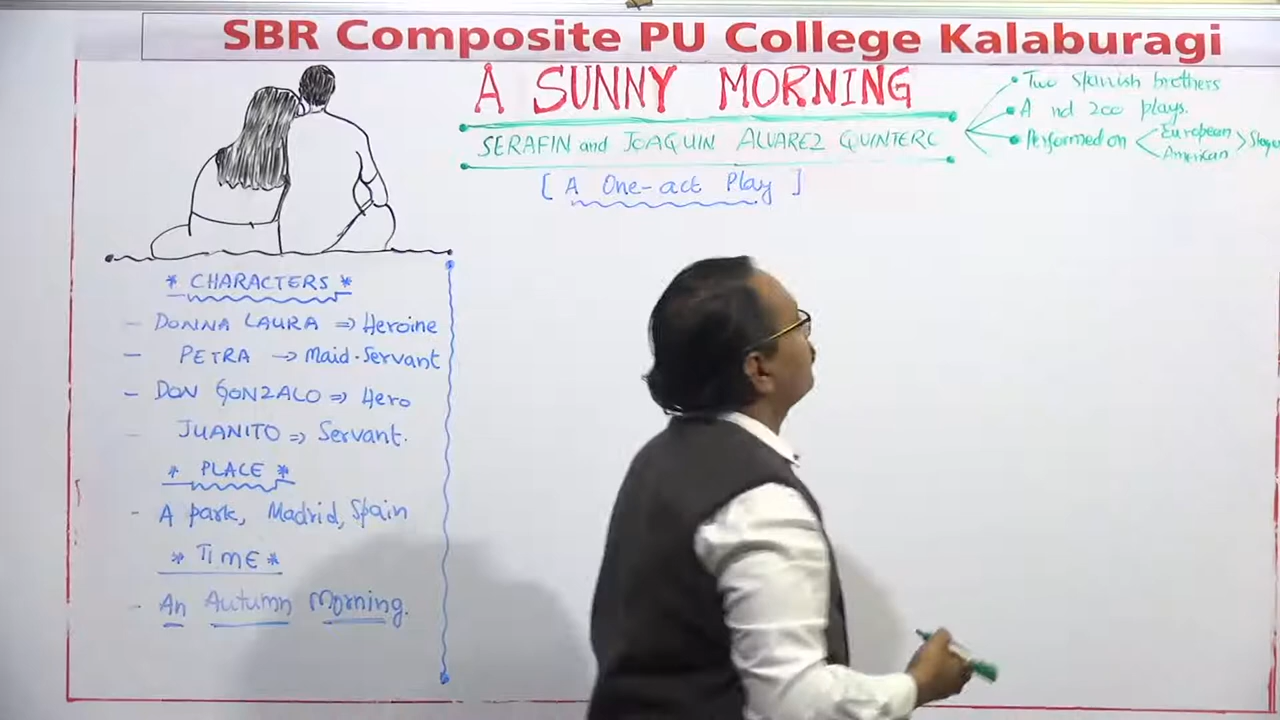 SBR Composite PU College Kalaburagi
A SUNNY MORNING
SERAFIN and JOAQUIN ALVAREZ QUINTERC
[ A One-act Play ]
• Two Spanish brothers
• A nd 200 plays.
• Performed on
European
American
* CHARACTERS *
- DONNA LAURA => Heroine
- PETRA -> Maid-Servant
- DON GONZALO => Hero
- JUANITO => Servant.
* PLACE *
- A park, Madrid, Spain
* TIME *
- An Autumn Morning.